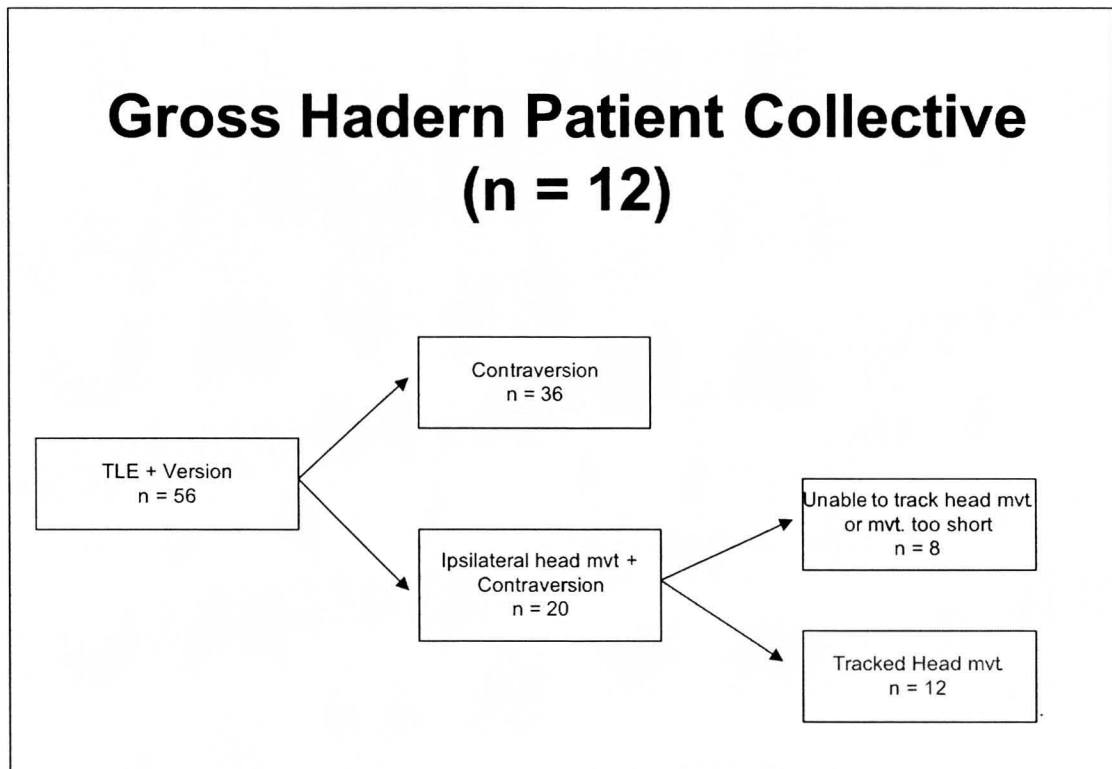 Gross Hadern Patient Collective
(n = 12)
Contraversion
n = 36
TLE + Version
n = 56
Ipsilateral head mvt +
Contraversion
n = 20
Unable to track head mvt.
or mvt. too short
n = 8
Tracked Head mvt.
n = 12